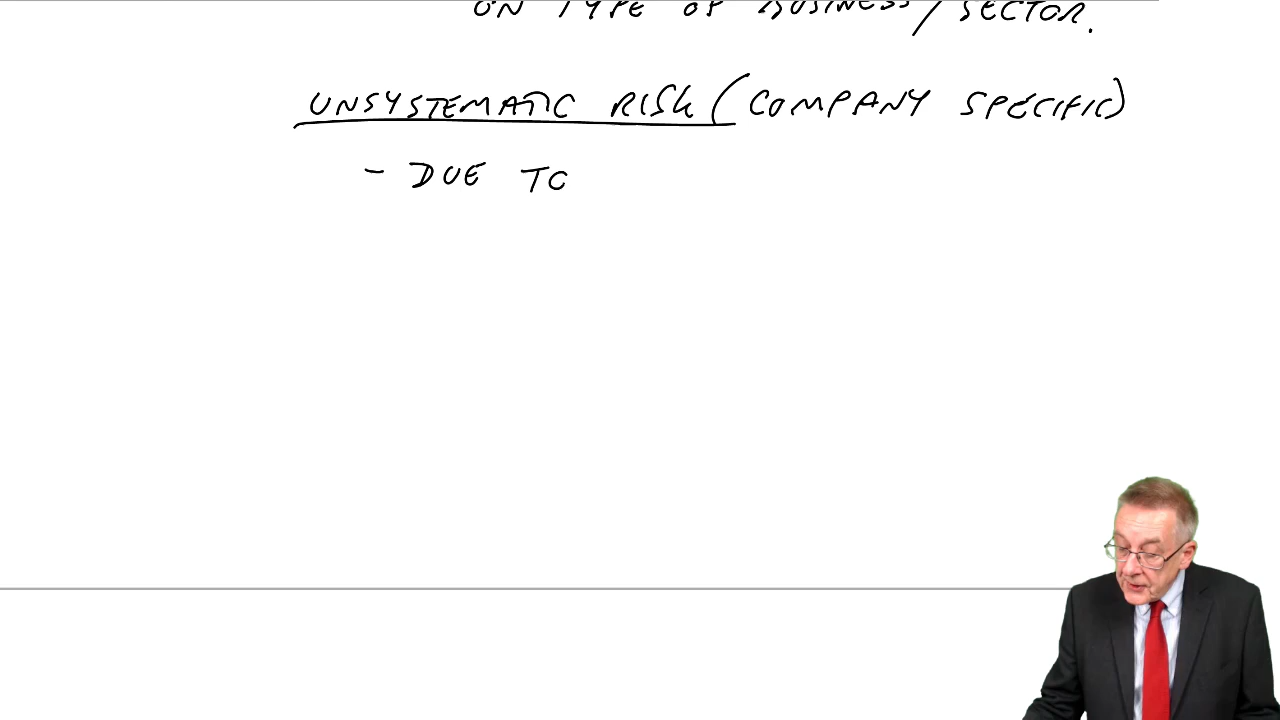 ON TYPE OF BUSINESS/SECTOR.
UNSYSTEMATIC RISK (COMPANY SPECIFIC)
- DUE TO